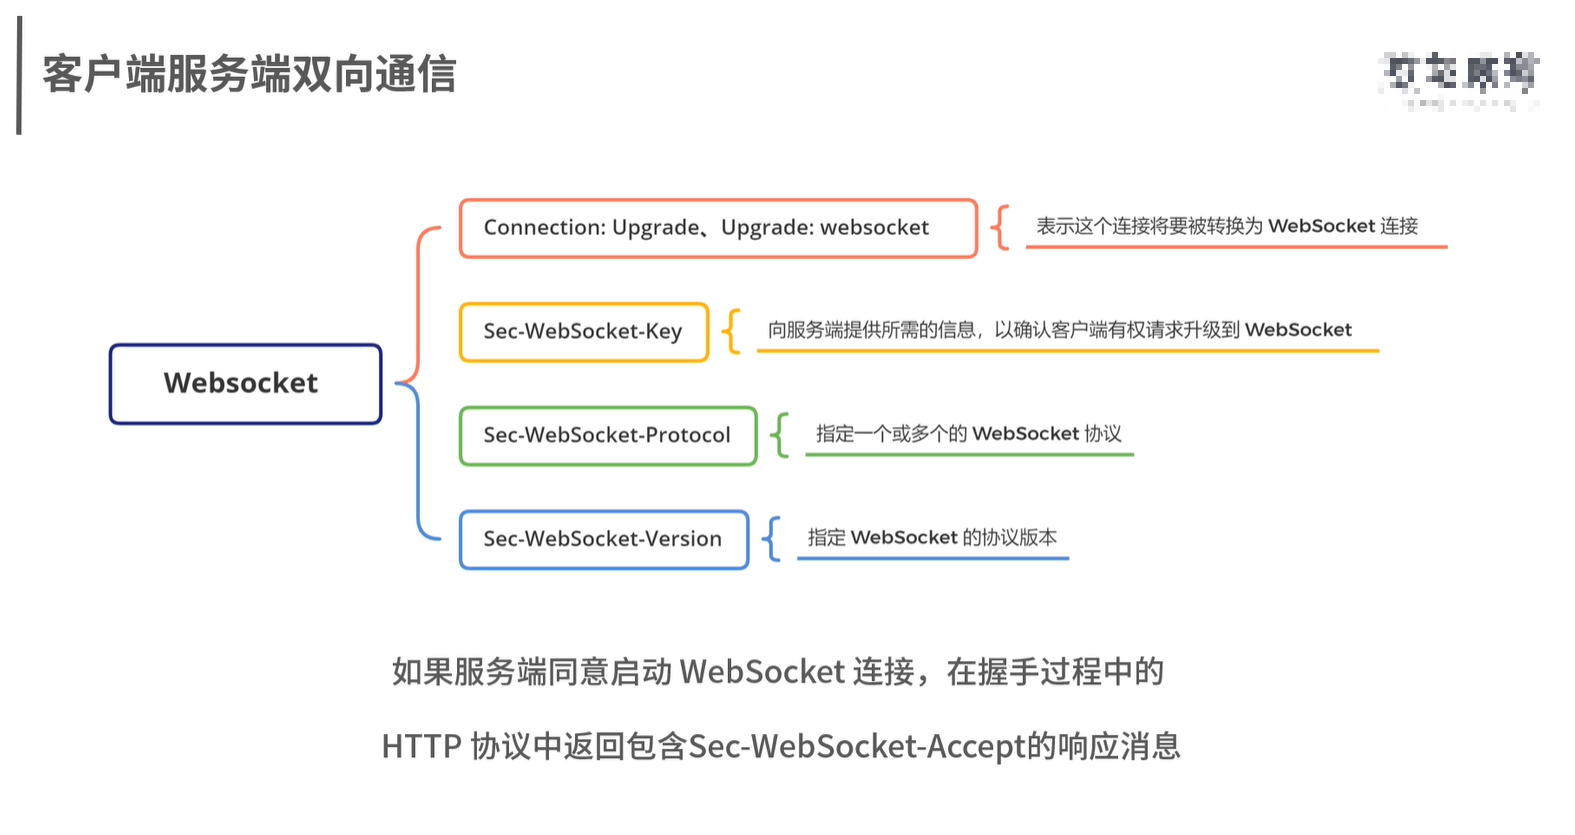 客户端服务端双向通信
Websocket
Connection: Upgrade、Upgrade: websocket
表示这个连接将要被转换为 WebSocket 连接
Sec-WebSocket-Key
向服务端提供所需的信息，以确认客户端有权请求升级到 WebSocket
Sec-WebSocket-Protocol
指定一个或多个的 WebSocket 协议
Sec-WebSocket-Version
指定 WebSocket 的协议版本
如果服务端同意启动 WebSocket 连接，在握手过程中的
HTTP 协议中返回包含Sec-WebSocket-Accept的响应消息